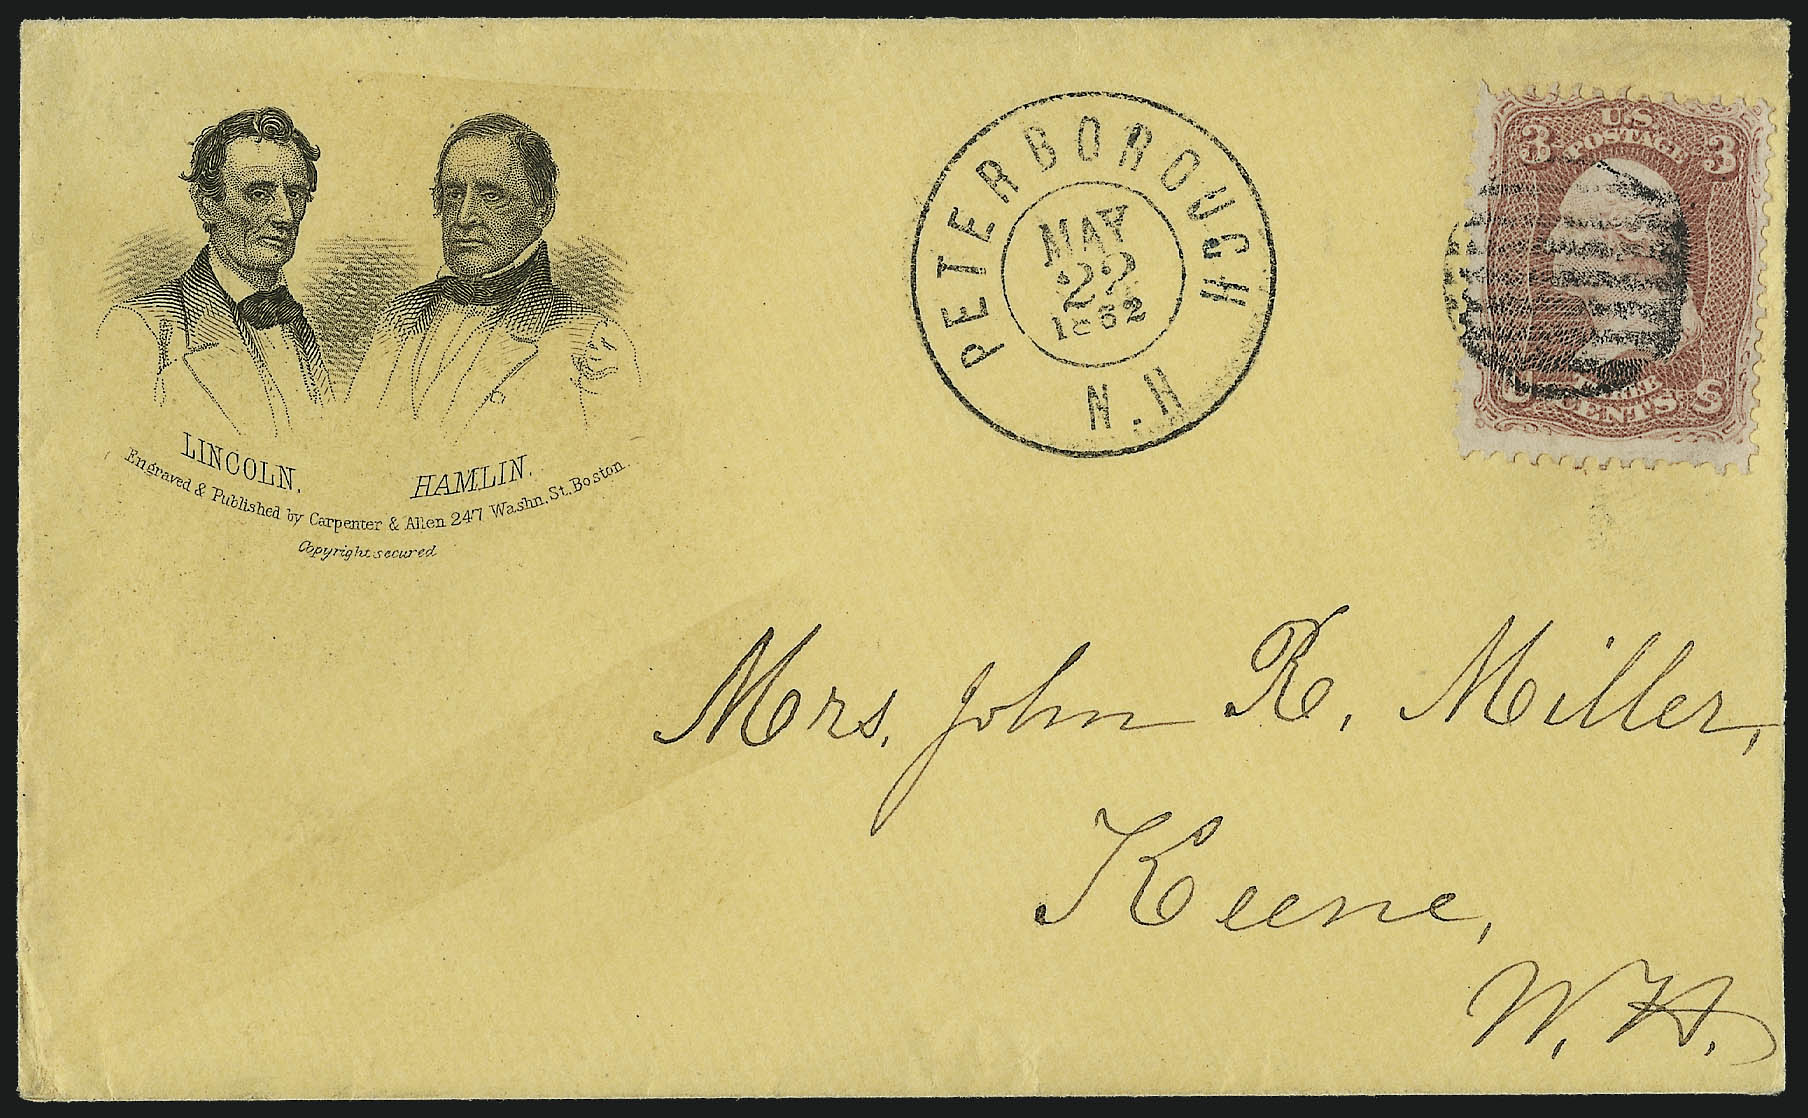 LINCOLN. HAMLIN.
Engraved & Published by Carpenter & Allen 247 Washn. St. Boston.
Copyright secured
PETERBOROUGH
MAY
22
1862
N.H
U.S
POSTAGE
3 3
THREE
CENTS
U S
Mrs. John R. Miller,
Keene,
N. H.